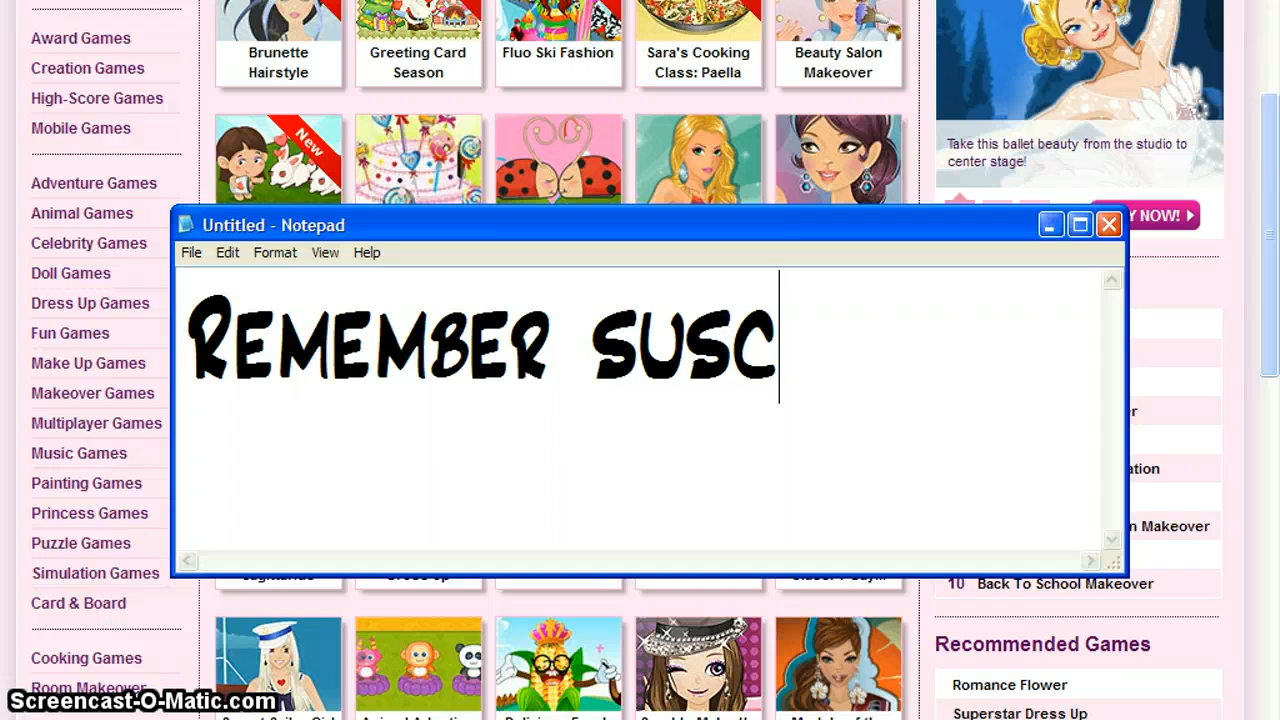 Award Games
Creation Games
High-Score Games
Mobile Games
Adventure Games
Animal Games
Celebrity Games
Doll Games
Dress Up Games
Fun Games
Make Up Games
Makeover Games
Multiplayer Games
Music Games
Painting Games
Princess Games
Puzzle Games
Simulation Games
Card & Board
Cooking Games
Room Makeover
Brunette
Hairstyle
Greeting Card
Season
Fluo Ski Fashion
Sara's Cooking
Class: Paella
Beauty Salon
Makeover
New
Take this ballet beauty from the studio to
center stage!
NOW!
Untitled - Notepad
File Edit Format View Help
REMEMBER SUSC
Makeover
10 Back To School Makeover
Recommended Games
Romance Flower
Superstar Dress Up
Screencast-O-Matic.com